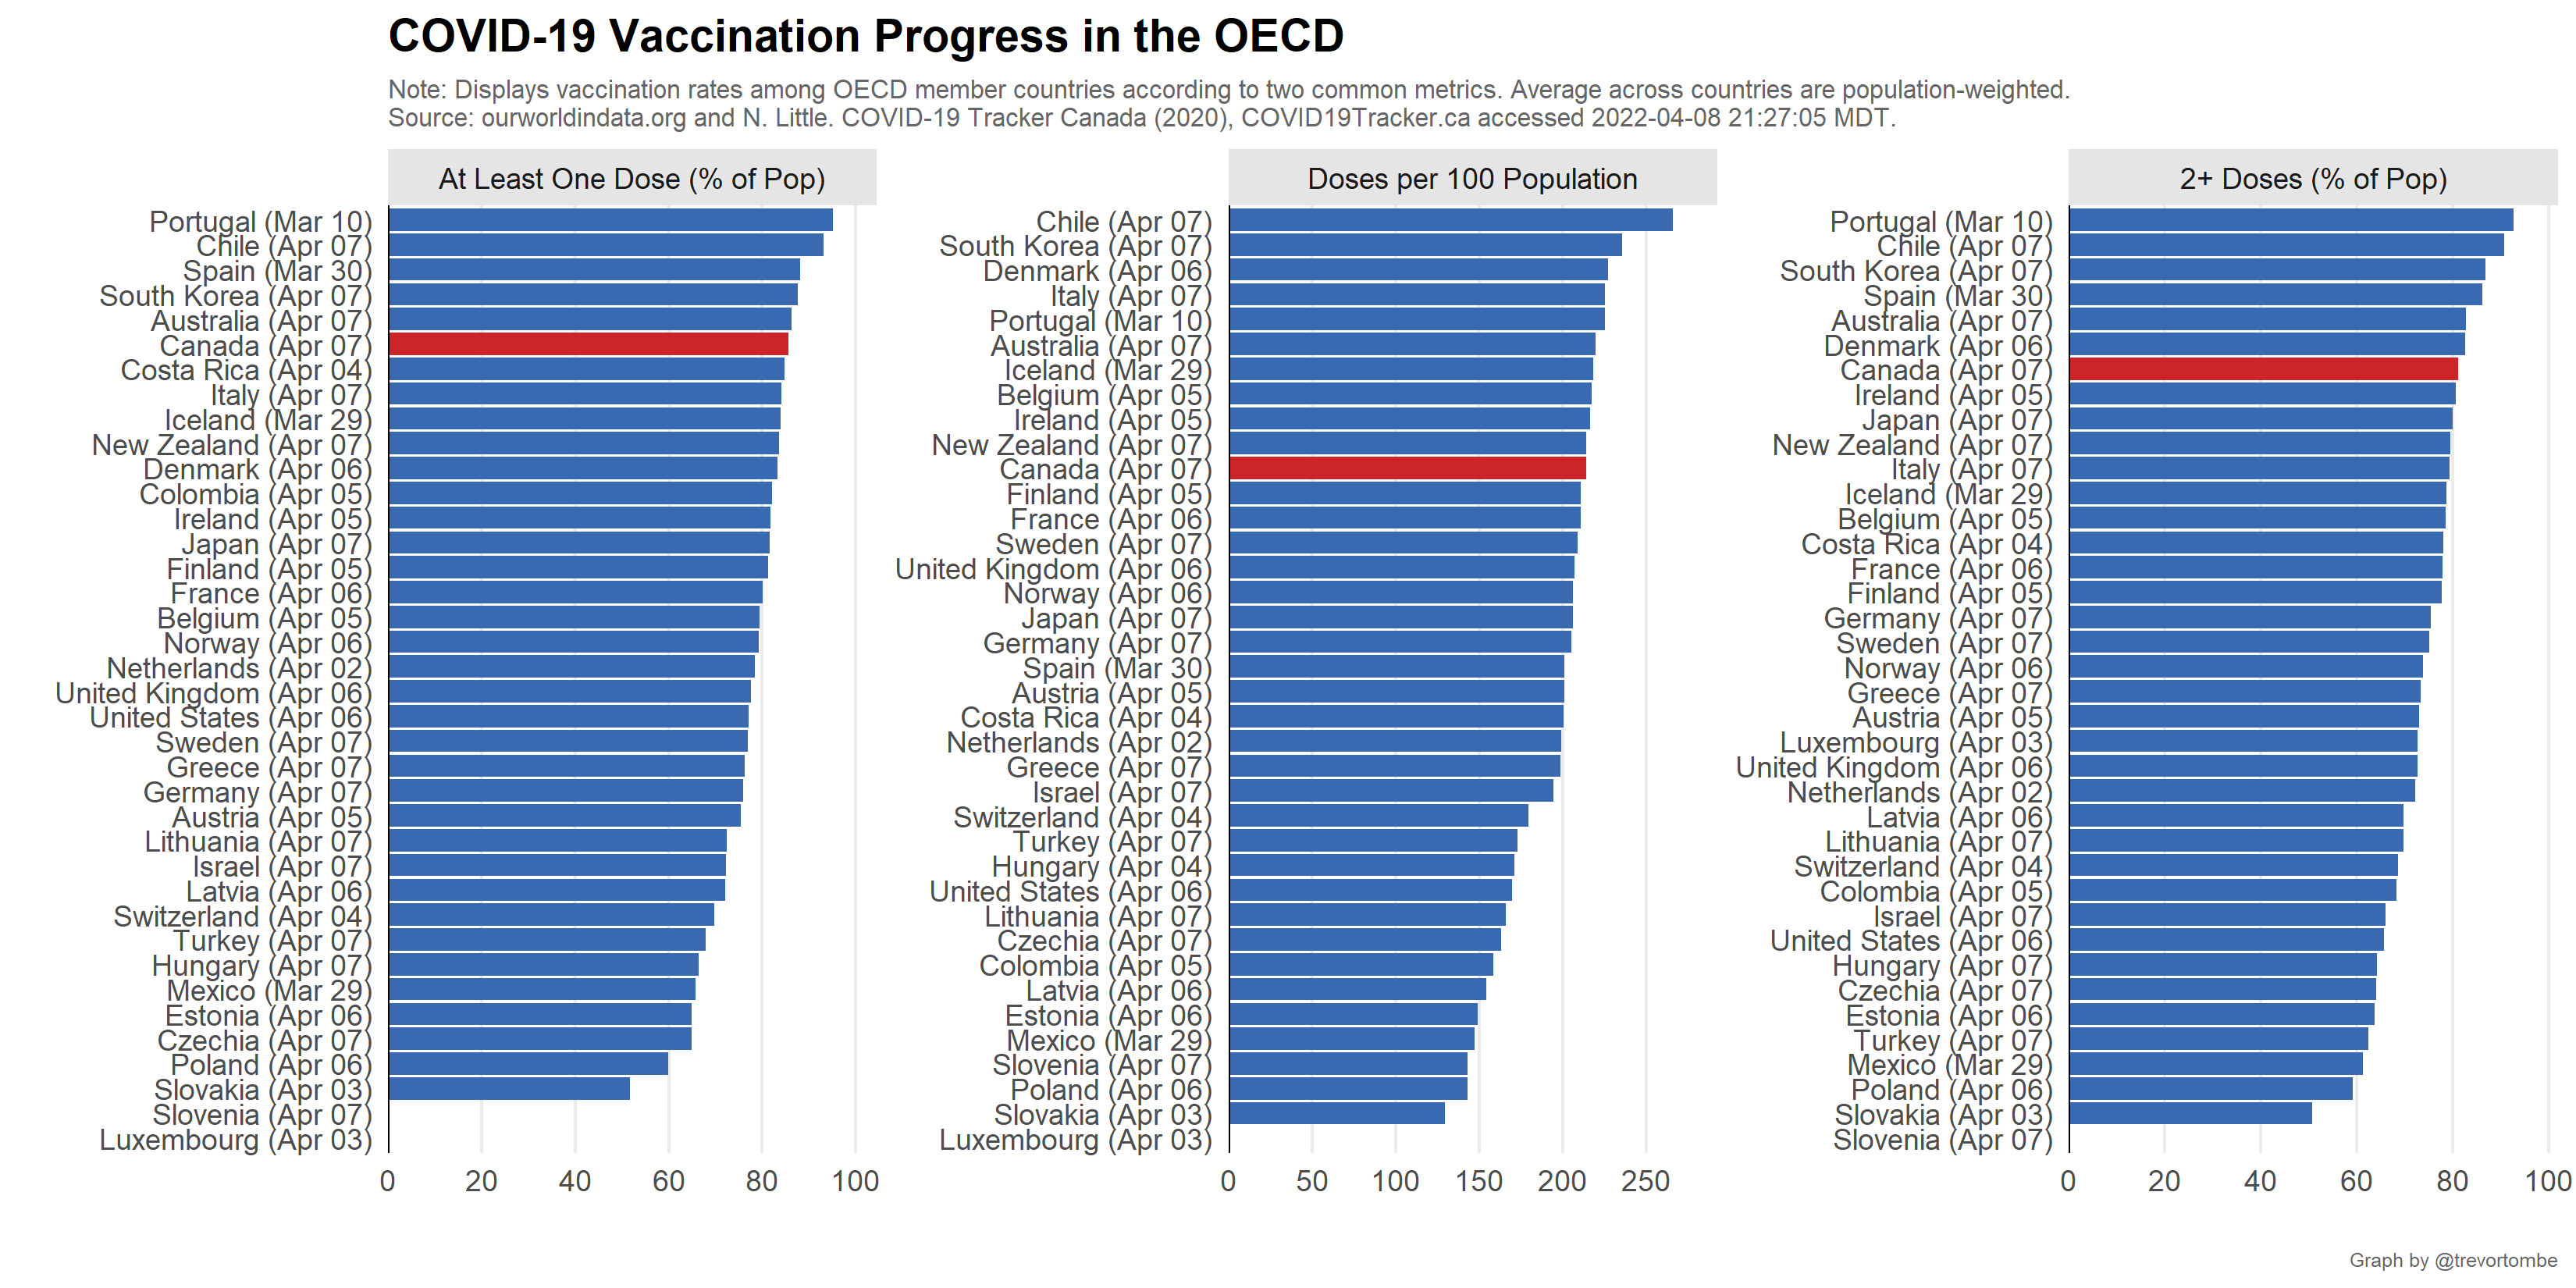 COVID-19 Vaccination Progress in the OECD
Note: Displays vaccination rates among OECD member countries according to two common metrics. Average across countries are population-weighted.
Source: ourworldindata.org and N. Little. COVID-19 Tracker Canada (2020), COVID19Tracker.ca accessed 2022-04-08 21:27:05 MDT.
At Least One Dose (% of Pop)
Portugal (Mar 10)
Chile (Apr 07)
Spain (Mar 30)
South Korea (Apr 07)
Australia (Apr 07)
Canada (Apr 07)
Costa Rica (Apr 04)
Italy (Apr 07)
Iceland (Mar 29)
New Zealand (Apr 07)
Denmark (Apr 06)
Colombia (Apr 05)
Ireland (Apr 05)
Japan (Apr 07)
Finland (Apr 05)
France (Apr 06)
Belgium (Apr 05)
Norway (Apr 06)
Netherlands (Apr 02)
United Kingdom (Apr 06)
United States (Apr 06)
Sweden (Apr 07)
Greece (Apr 07)
Germany (Apr 07)
Austria (Apr 05)
Lithuania (Apr 07)
Israel (Apr 07)
Latvia (Apr 06)
Switzerland (Apr 04)
Turkey (Apr 07)
Hungary (Apr 07)
Mexico (Mar 29)
Estonia (Apr 06)
Czechia (Apr 07)
Poland (Apr 06)
Slovakia (Apr 03)
Slovenia (Apr 07)
Luxembourg (Apr 03)
0 20 40 60 80 100
Doses per 100 Population
Chile (Apr 07)
South Korea (Apr 07)
Denmark (Apr 06)
Italy (Apr 07)
Portugal (Mar 10)
Australia (Apr 07)
Iceland (Mar 29)
Belgium (Apr 05)
Ireland (Apr 05)
New Zealand (Apr 07)
Canada (Apr 07)
Finland (Apr 05)
France (Apr 06)
Sweden (Apr 07)
United Kingdom (Apr 06)
Norway (Apr 06)
Japan (Apr 07)
Germany (Apr 07)
Spain (Mar 30)
Austria (Apr 05)
Costa Rica (Apr 04)
Netherlands (Apr 02)
Greece (Apr 07)
Israel (Apr 07)
Switzerland (Apr 04)
Turkey (Apr 07)
Hungary (Apr 04)
United States (Apr 06)
Lithuania (Apr 07)
Czechia (Apr 07)
Colombia (Apr 05)
Latvia (Apr 06)
Estonia (Apr 06)
Mexico (Mar 29)
Slovenia (Apr 07)
Poland (Apr 06)
Slovakia (Apr 03)
Luxembourg (Apr 03)
0 50 100 150 200 250
2+ Doses (% of Pop)
Portugal (Mar 10)
Chile (Apr 07)
South Korea (Apr 07)
Spain (Mar 30)
Australia (Apr 07)
Denmark (Apr 06)
Canada (Apr 07)
Ireland (Apr 05)
Japan (Apr 07)
New Zealand (Apr 07)
Italy (Apr 07)
Iceland (Mar 29)
Belgium (Apr 05)
Costa Rica (Apr 04)
France (Apr 06)
Finland (Apr 05)
Germany (Apr 07)
Sweden (Apr 07)
Norway (Apr 06)
Greece (Apr 07)
Austria (Apr 05)
Luxembourg (Apr 03)
United Kingdom (Apr 06)
Netherlands (Apr 02)
Latvia (Apr 06)
Lithuania (Apr 07)
Switzerland (Apr 04)
Colombia (Apr 05)
Israel (Apr 07)
United States (Apr 06)
Hungary (Apr 07)
Czechia (Apr 07)
Estonia (Apr 06)
Turkey (Apr 07)
Mexico (Mar 29)
Poland (Apr 06)
Slovakia (Apr 03)
Slovenia (Apr 07)
0 20 40 60 80 100
Graph by @trevortombe